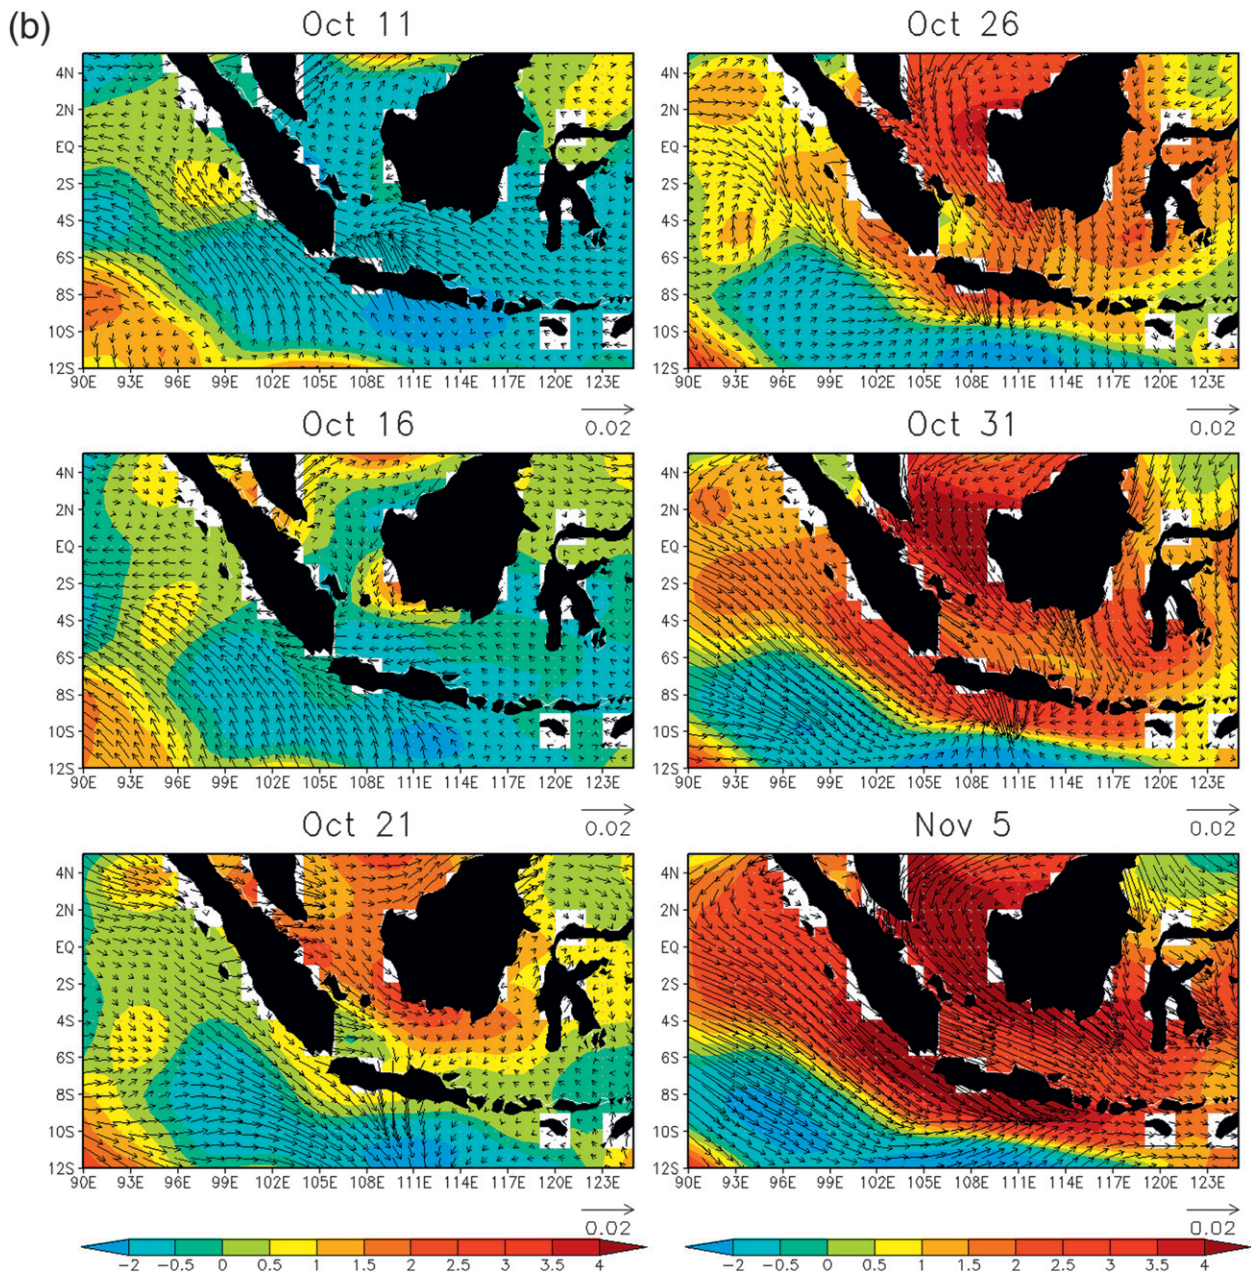 (b)
Oct 11
4N
2N
EQ
2S
4S
6S
8S
10S
12S
90E 93E 96E 99E 102E 105E 108E 111E 114E 117E 120E 123E
0.02
Oct 16
4N
2N
EQ
2S
4S
6S
8S
10S
12S
90E 93E 96E 99E 102E 105E 108E 111E 114E 117E 120E 123E
0.02
Oct 21
4N
2N
EQ
2S
4S
6S
8S
10S
12S
90E 93E 96E 99E 102E 105E 108E 111E 114E 117E 120E 123E
0.02
-2 -0.5 0 0.5 1 1.5 2 2.5 3 3.5 4
Oct 26
4N
2N
EQ
2S
4S
6S
8S
10S
12S
90E 93E 96E 99E 102E 105E 108E 111E 114E 117E 120E 123E
0.02
Oct 31
4N
2N
EQ
2S
4S
6S
8S
10S
12S
90E 93E 96E 99E 102E 105E 108E 111E 114E 117E 120E 123E
0.02
Nov 5
4N
2N
EQ
2S
4S
6S
8S
10S
12S
90E 93E 96E 99E 102E 105E 108E 111E 114E 117E 120E 123E
0.02
-2 -0.5 0 0.5 1 1.5 2 2.5 3 3.5 4